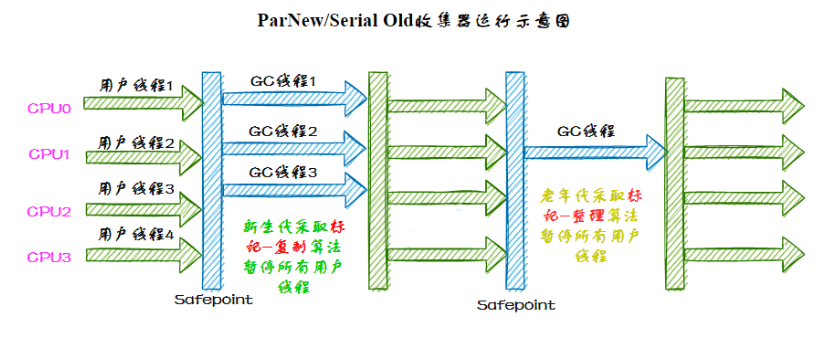 ParNew/Serial Old收集器运行示意图
用户线程1
GC线程1
CPU0
用户线程2
GC线程2
GC线程
CPU1
用户线程3
GC线程3
CPU2
用户线程4
CPU3
新生代采取标
记-复制算法
暂停所有用户
线程
老年代采取标
记-整理算法
暂停所有用户
线程
Safepoint
Safepoint